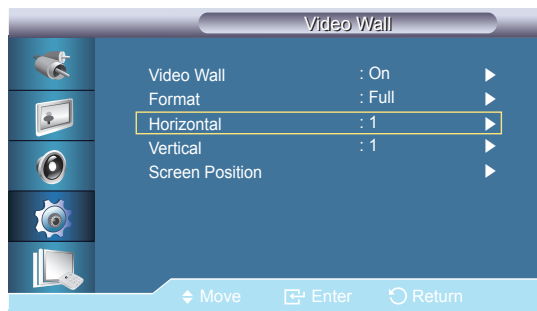 Video Wall
Video Wall : On
Format : Full
Horizontal : 1
Vertical : 1
Screen Position
Move Enter Return